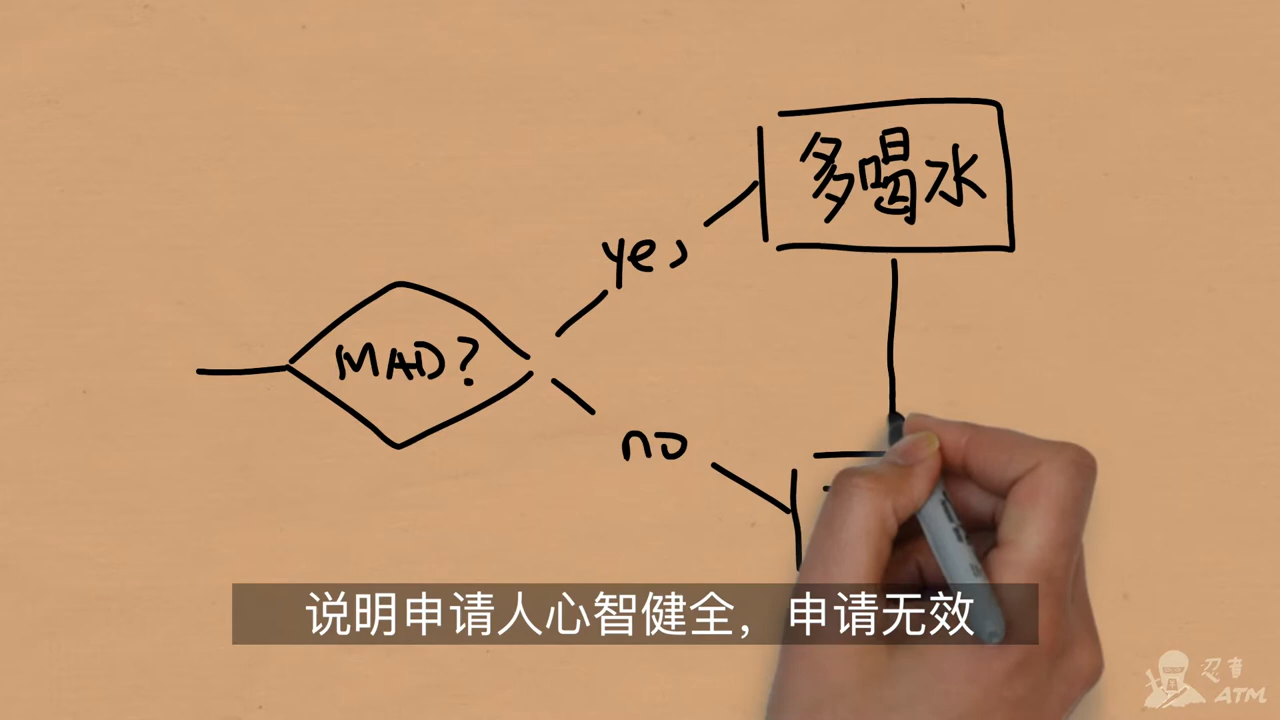 多喝水
yes
MAD?
no
说明申请人心智健全，申请无效
忍者
ATM